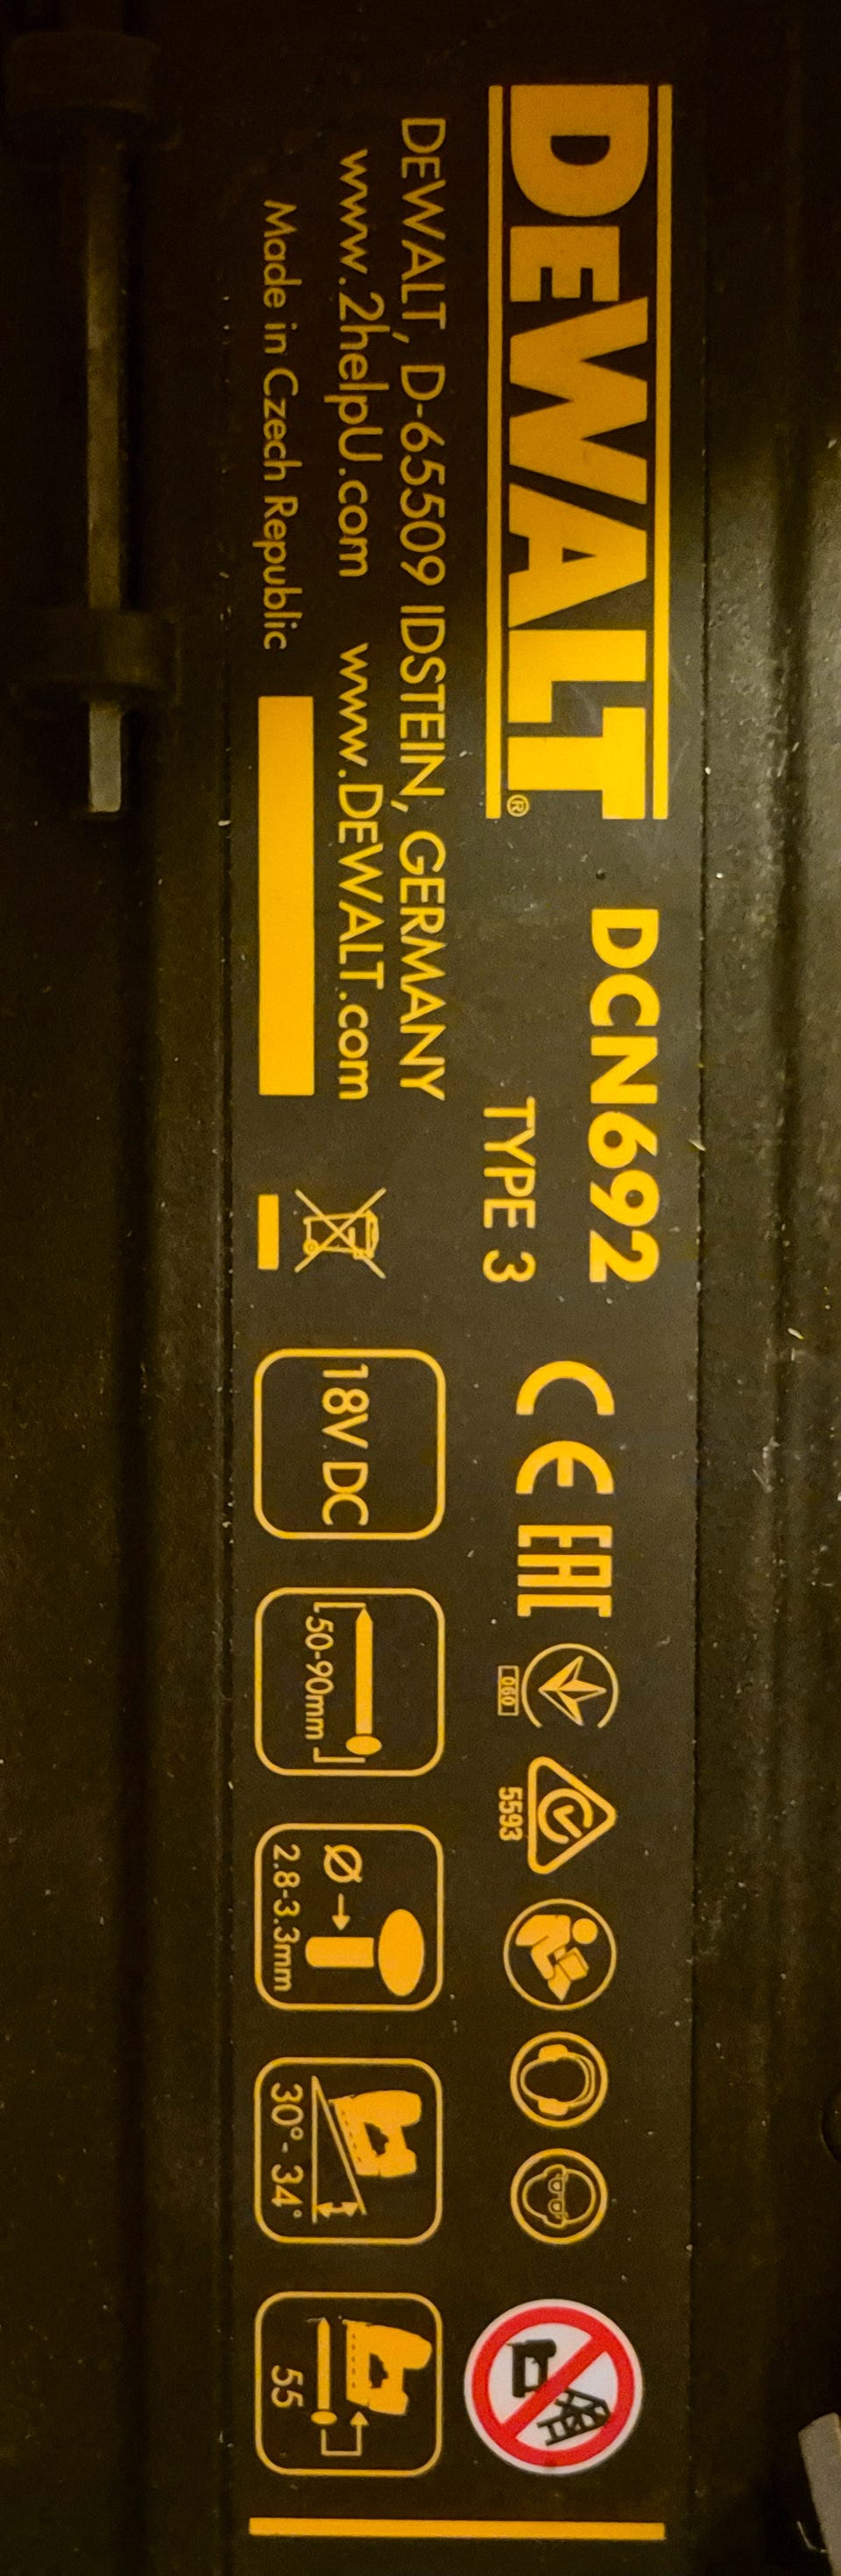 DEWALT®
DCN692
TYPE 3
DEWALT, D-65509 IDSTEIN, GERMANY
www.2helpU.com www.DEWALT.com
Made in Czech Republic
CE EAC
060
5593
18V DC
50-90mm
Ø
2.8-3.3mm
30°- 34°
55